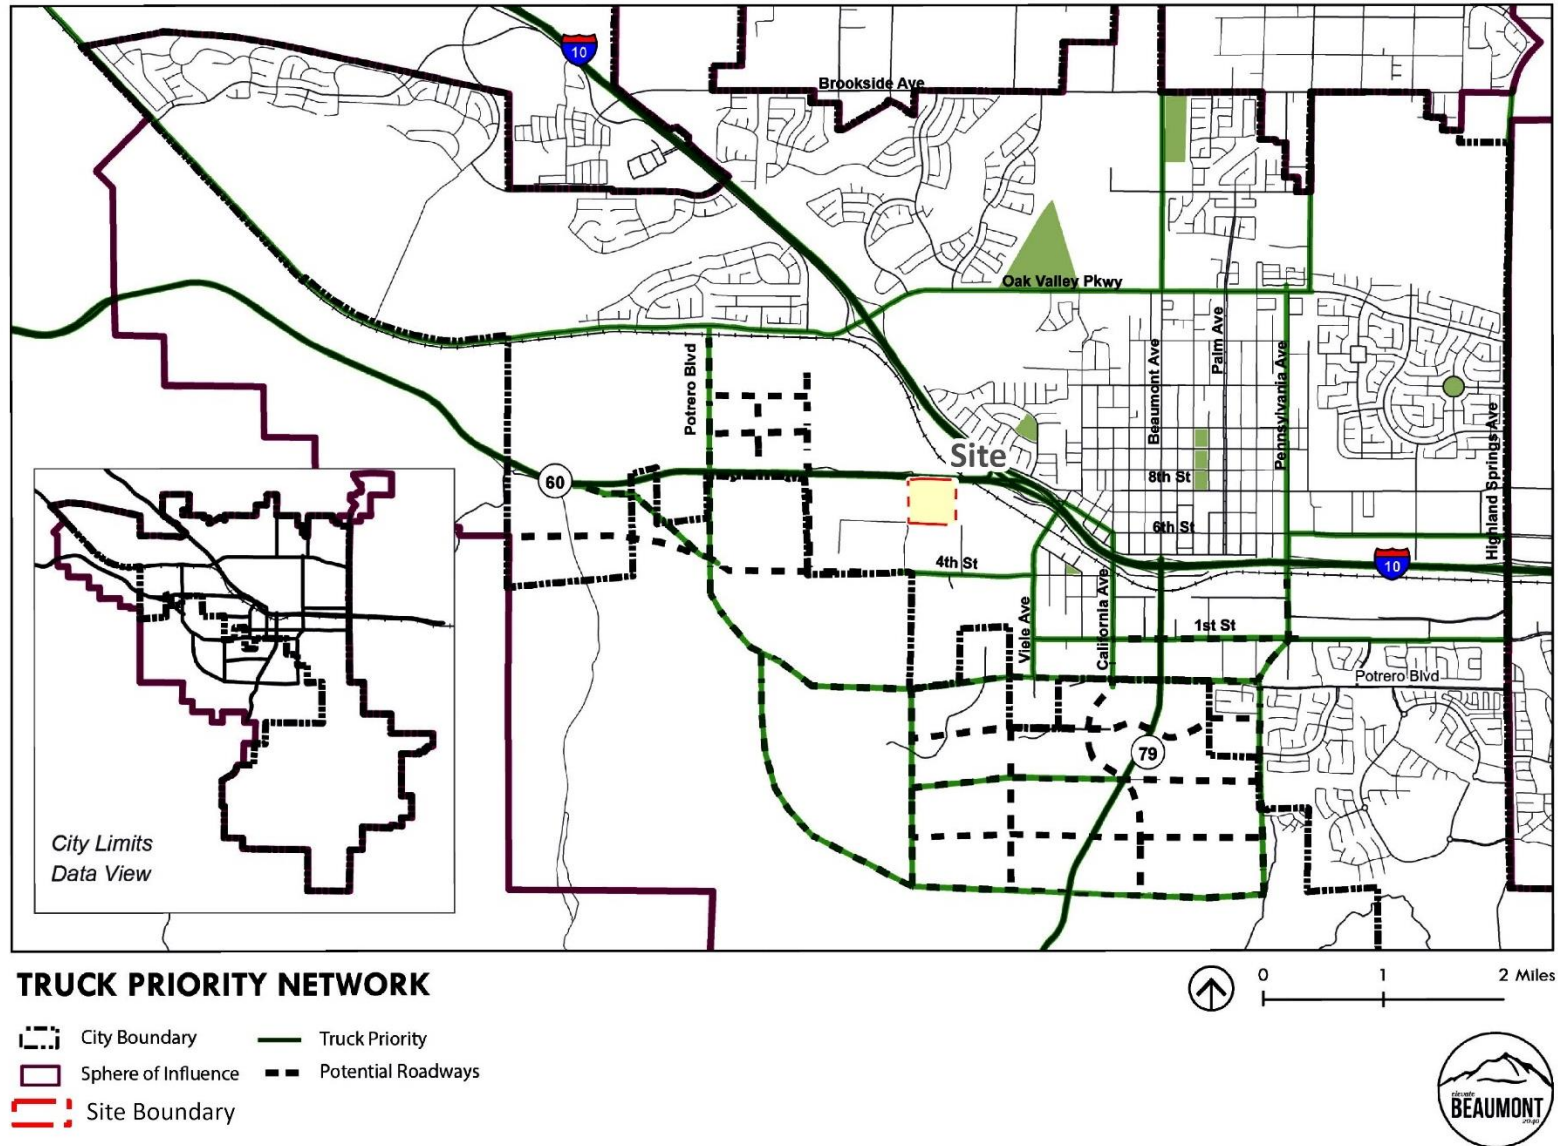 10
Brookside Ave
Oak Valley Pkwy
Potrero Blvd
Beaumont Ave
Palm Ave
Pennsylvania Ave
Highland Springs Ave
Site
8th St
60
6th St
4th St
10
Viele Ave
California Ave
1st St
Potrero Blvd
79
City Limits
Data View
TRUCK PRIORITY NETWORK
0 1 2 Miles
City Boundary
Truck Priority
Sphere of Influence
Potential Roadways
Site Boundary
elevate
BEAUMONT
2040